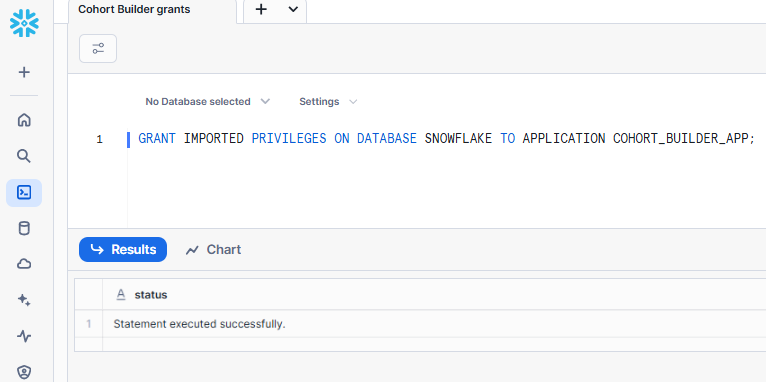 Cohort Builder grants
No Database selected
Settings
1 GRANT IMPORTED PRIVILEGES ON DATABASE SNOWFLAKE TO APPLICATION COHORT_BUILDER_APP;
Results
Chart
A status
1 Statement executed successfully.